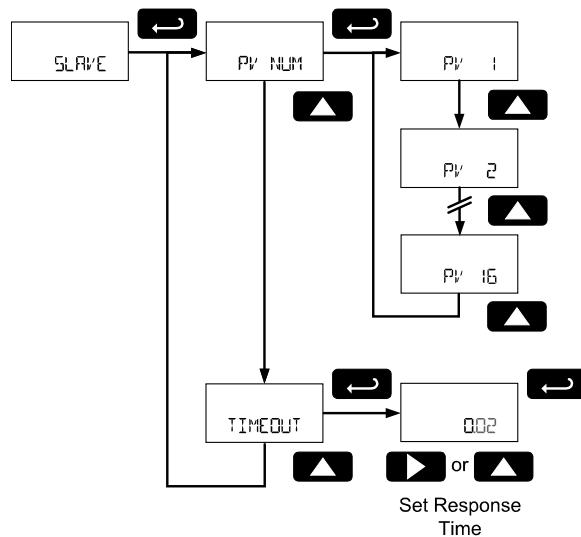 SLAVE
PV NUM
PV 1
PV 2
PV 16
TIMEOUT
0.02
or
Set Response
Time